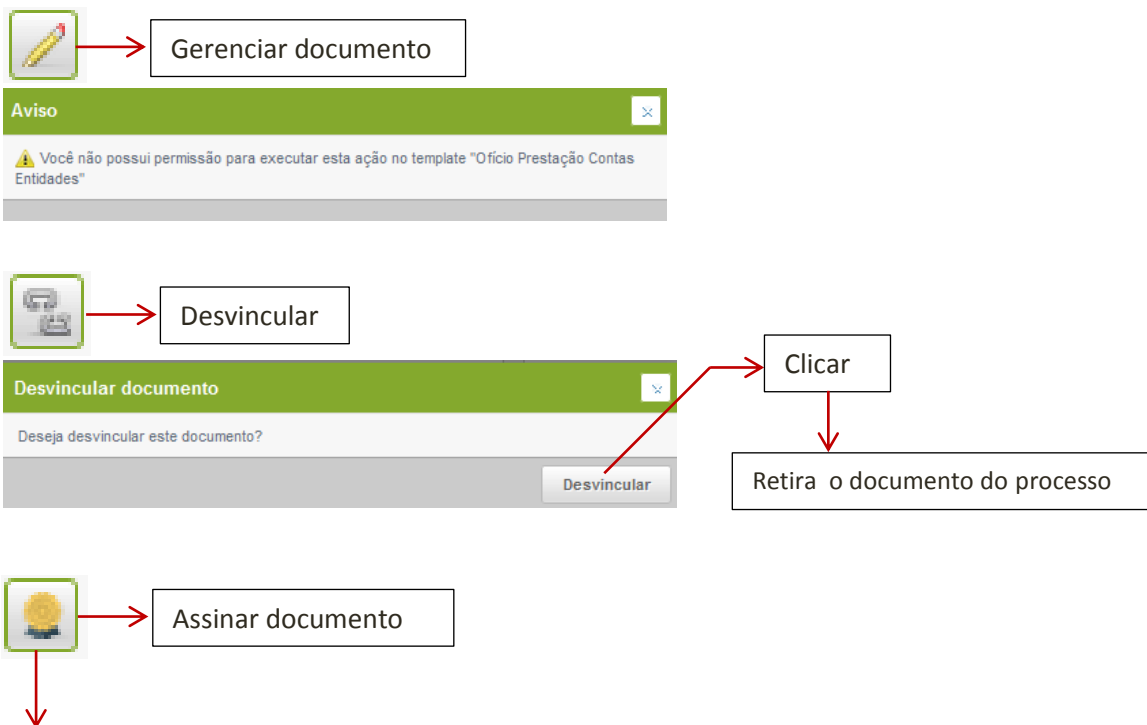 Gerenciar documento
Aviso
Você não possui permissão para executar esta ação no template "Ofício Prestação Contas
Entidades"
Desvincular
Clicar
Desvincular documento
Deseja desvincular este documento?
Desvincular
Retira o documento do processo
Assinar documento